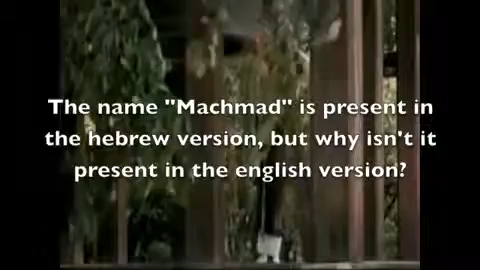 The name "Machmad" is present in
the hebrew version, but why isn't it
present in the english version?